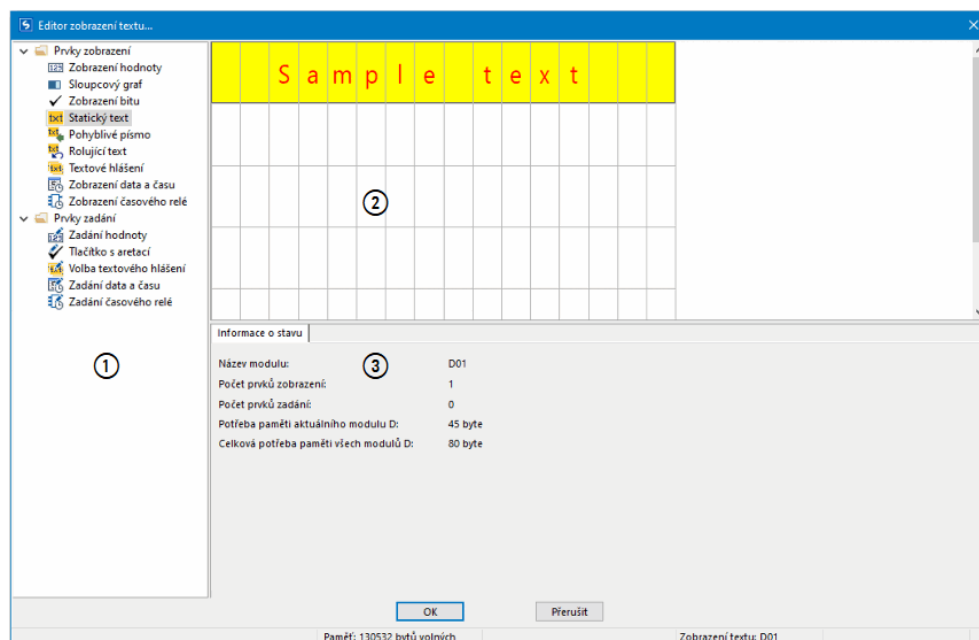 Editor zobrazení textu...
Prvky zobrazení
Zobrazení hodnoty
Sloupcový graf
Zobrazení bitu
Statický text
Pohyblivé písmo
Rolující text
Textové hlášení
Zobrazení data a času
Zobrazení časového relé
Prvky zadání
Zadání hodnoty
Tlačítko s aretací
Volba textového hlášení
Zadání data a času
Zadání časového relé
1
Sample text
2
Informace o stavu
3
Název modulu: D01
Počet prvků zobrazení: 1
Počet prvků zadání: 0
Potřeba paměti aktuálního modulu D: 45 byte
Celková potřeba paměti všech modulů D: 80 byte
OK Přerušit
Paměť: 130532 bytů volných Zobrazení textu: D01